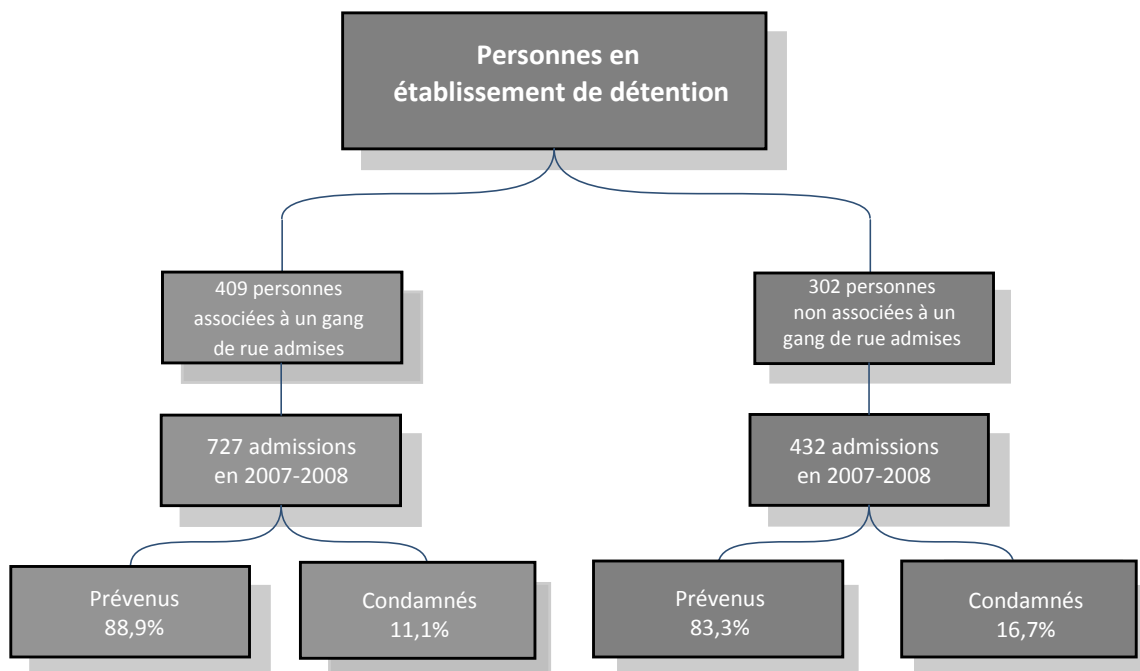 Personnes en
établissement de détention
409 personnes
associées à un gang
de rue admises
302 personnes
non associées à un
gang de rue admises
727 admissions
en 2007-2008
432 admissions
en 2007-2008
Prévenus
88,9%
Condamnés
11,1%
Prévenus
83,3%
Condamnés
16,7%